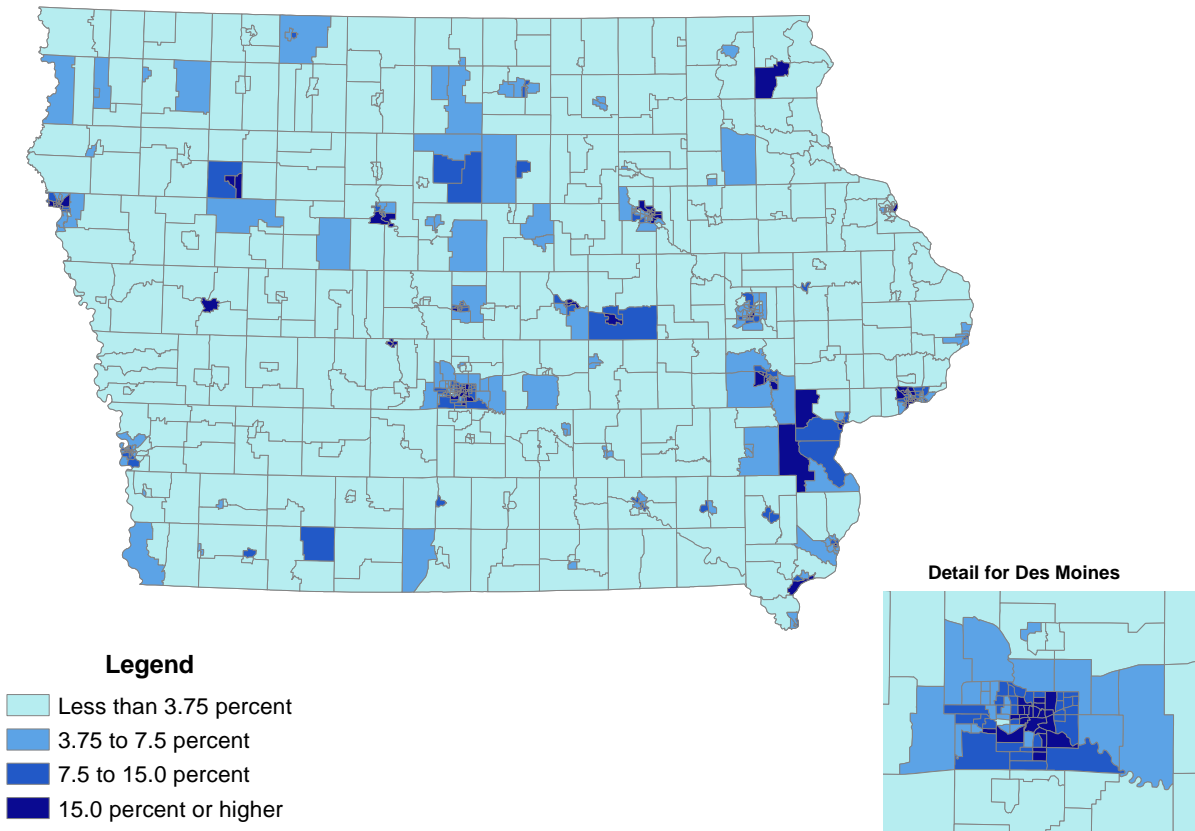 Detail for Des Moines
Legend
Less than 3.75 percent
3.75 to 7.5 percent
7.5 to 15.0 percent
15.0 percent or higher